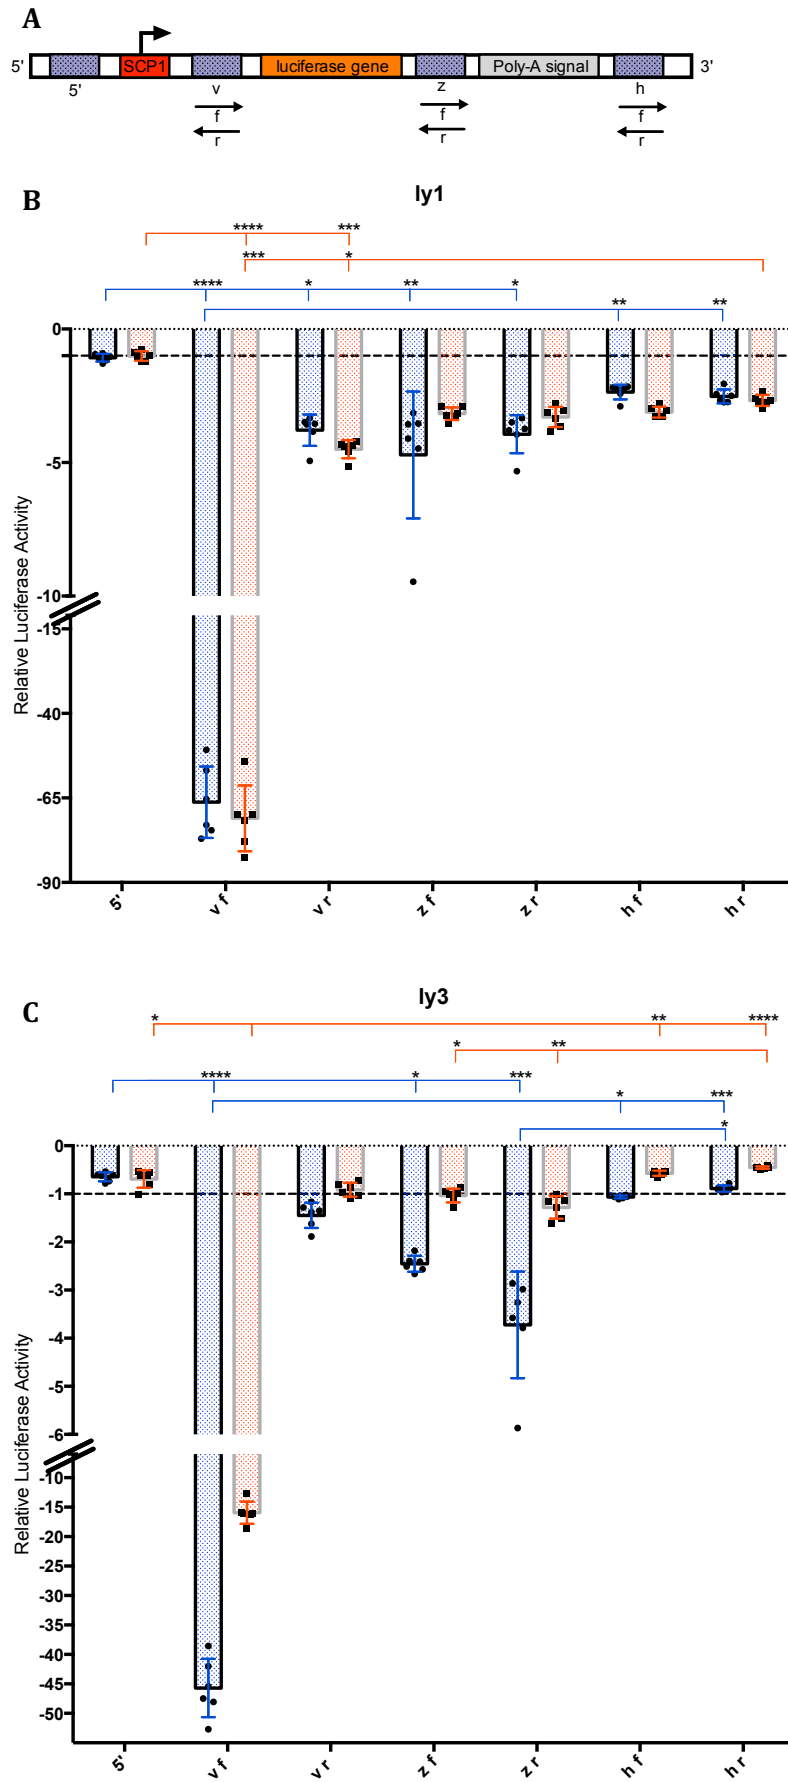 A
5' SCP1 luciferase gene Poly-A signal 3'
5' v z h
f f f
r r r
B
ly1
**** ***
*** *
**** * ** *
** **
0
-5
-10
-15
-40
-65
-90
Relative Luciferase Activity
5' v f v r z f z r h f h r
C
ly3
* ** ****
* **
**** * ***
* ***
*
0
-1
-2
-3
-4
-5
-6
-10
-15
-20
-25
-30
-35
-40
-45
-50
Relative Luciferase Activity
5' v f v r z f z r h f h r